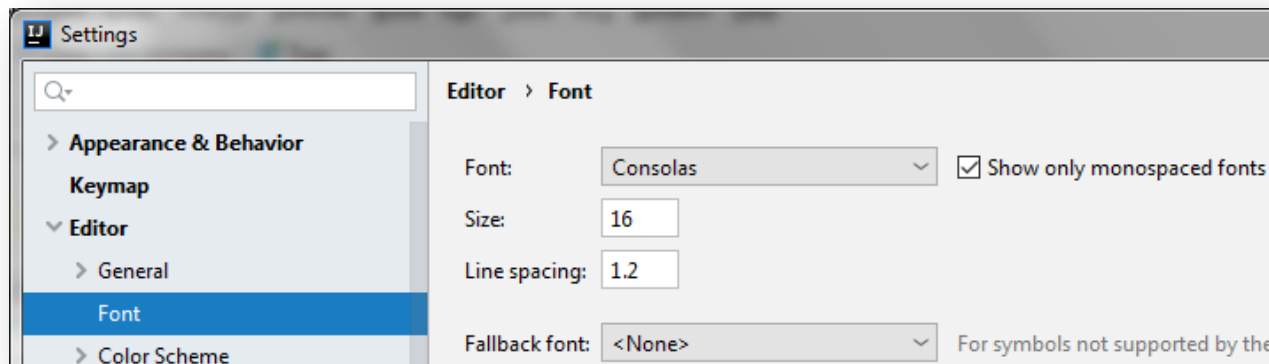 IJ Settings
Editor › Font
Appearance & Behavior
Keymap
Editor
General
Font
Color Scheme
Font: Consolas Show only monospaced fonts
Size: 16
Line spacing: 1.2
Fallback font: <None> For symbols not supported by the